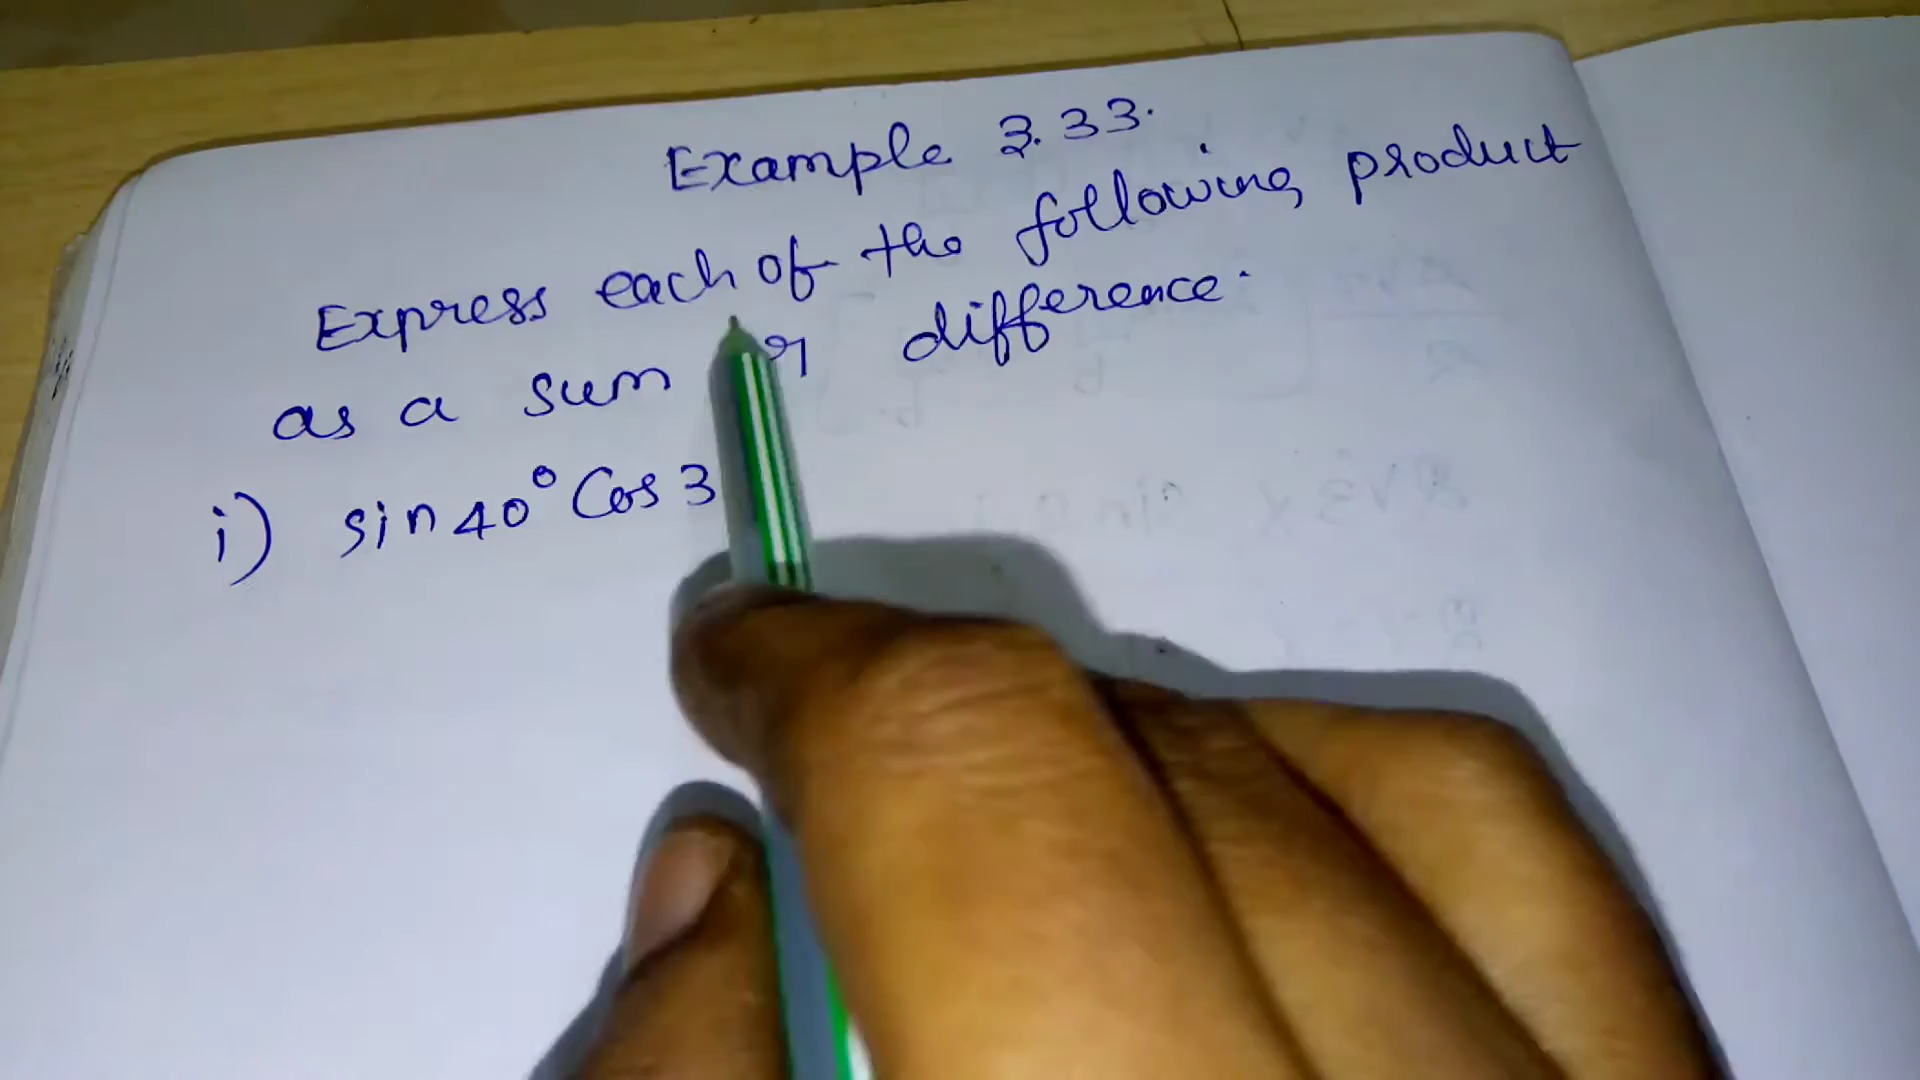 Example 3.33.
Express each of the following product
as a sum difference.
i) sin 40° Cos 3